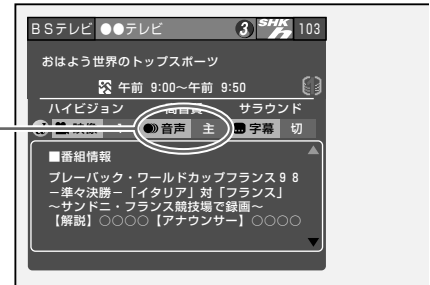 BSテレビ ●●テレビ 3 SHK h 103
おはよう世界のトップスポーツ
午前 9:00~午前 9:50
ハイビジョン 高音質 サラウンド
映像 音声 主 字幕 切
■番組情報
プレーバック・ワールドカップフランス98
-準々決勝-「イタリア」対「フランス」
~サンドニ・フランス競技場で録画~
【解説】○○○○【アナウンサー】○○○○